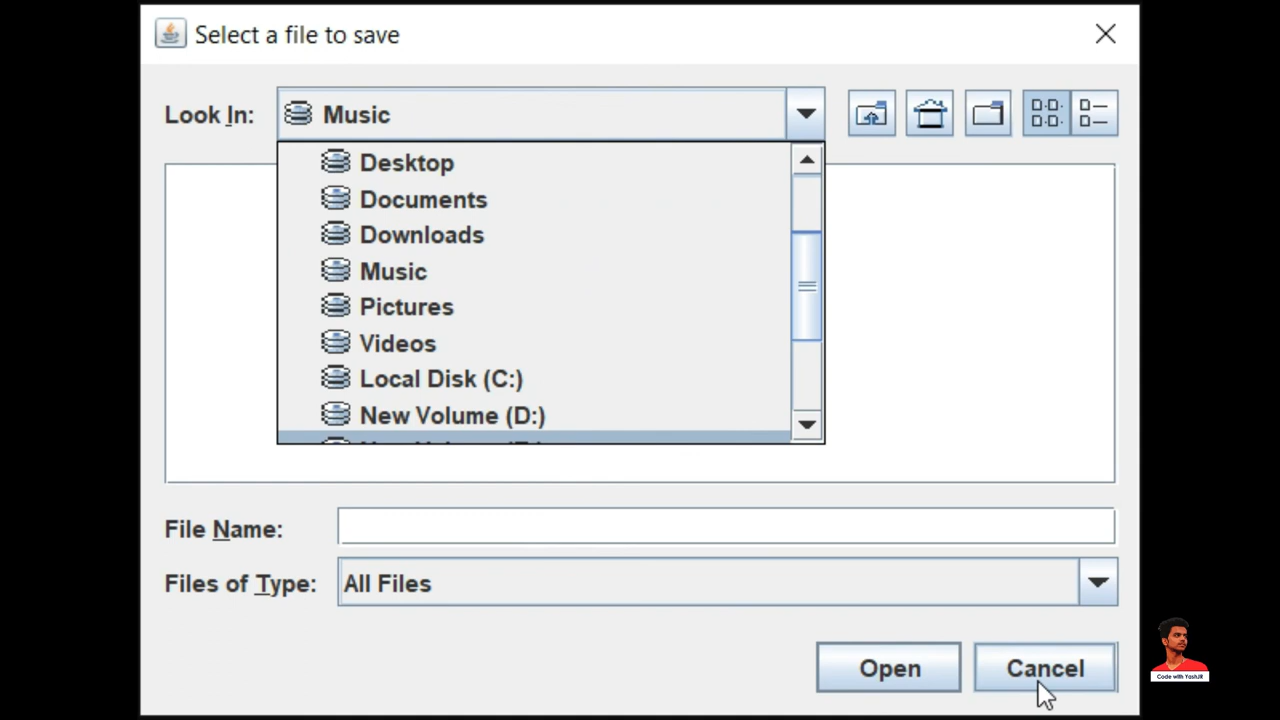 Select a file to save
Look In: Music
Desktop
Documents
Downloads
Music
Pictures
Videos
Local Disk (C:)
New Volume (D:)
File Name:
Files of Type: All Files
Open Cancel
Code with YashJR